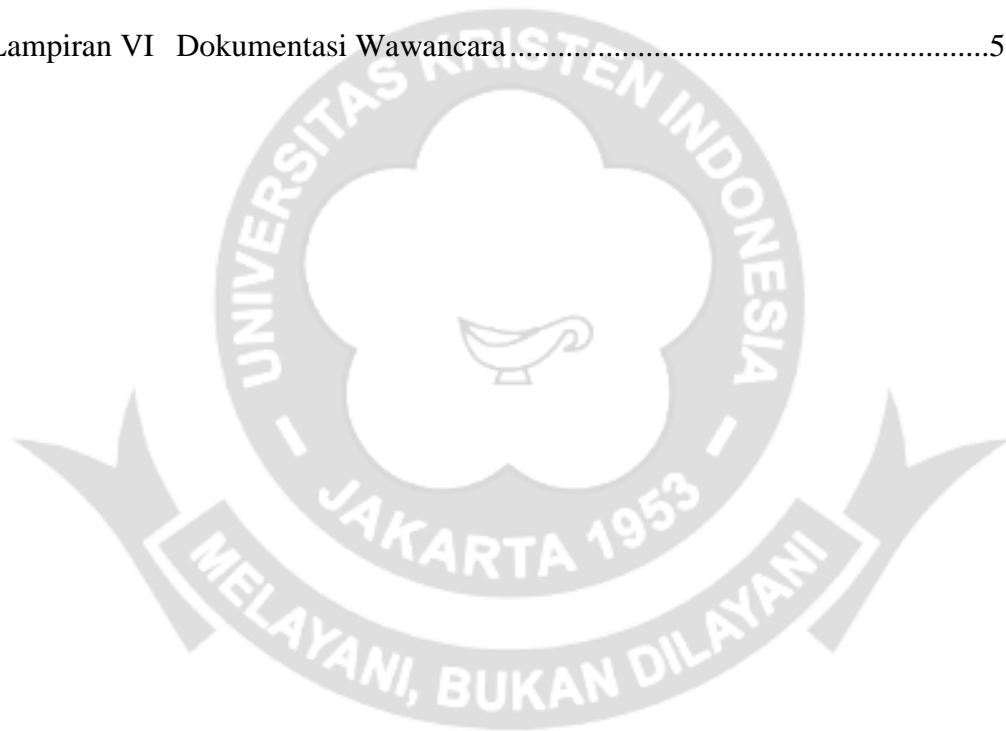 Lampiran VI Dokumentasi Wawancara....................................................................5
UNIVERSITAS KRISTEN INDONESIA
JAKARTA 1953
MELAYANI, BUKAN DILAYANI